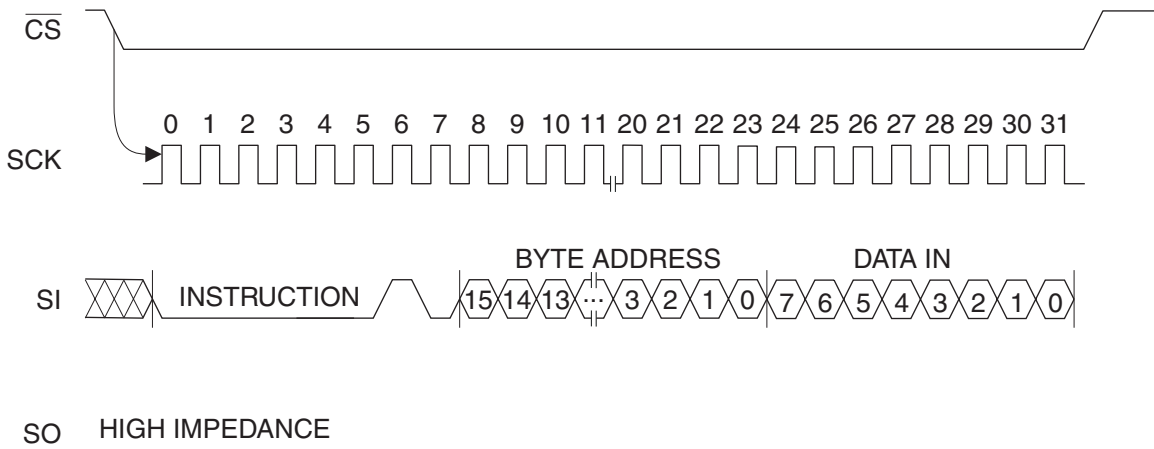 CS
0 1 2 3 4 5 6 7 8 9 10 11 20 21 22 23 24 25 26 27 28 29 30 31
SCK
BYTE ADDRESS DATA IN
SI INSTRUCTION 15 14 13 ... 3 2 1 0 7 6 5 4 3 2 1 0
SO HIGH IMPEDANCE